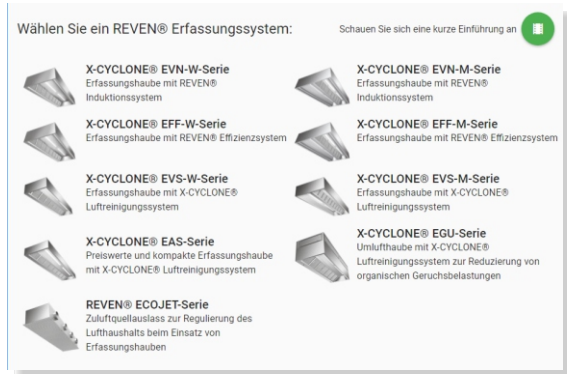 Wählen Sie ein REVEN® Erfassungssystem:
Schauen Sie sich eine kurze Einführung an
X-CYCLONE® EVN-W-Serie
Erfassungshaube mit REVEN®
Induktionssystem
X-CYCLONE® EVN-M-Serie
Erfassungshaube mit REVEN®
Induktionssystem
X-CYCLONE® EFF-W-Serie
Erfassungshaube mit REVEN® Effizienzsystem
X-CYCLONE® EFF-M-Serie
Erfassungshaube mit REVEN® Effizienzsystem
X-CYCLONE® EVS-W-Serie
Erfassungshaube mit X-CYCLONE®
Luftreinigungssystem
X-CYCLONE® EVS-M-Serie
Erfassungshaube mit X-CYCLONE®
Luftreinigungssystem
X-CYCLONE® EAS-Serie
Preiswerte und kompakte Erfassungshaube
mit X-CYCLONE® Luftreinigungssystem
X-CYCLONE® EGU-Serie
Umlufthaube mit X-CYCLONE®
Luftreinigungssystem zur Reduzierung von
organischen Geruchsbelastungen
REVEN® ECOJET-Serie
Zuluftquellauslass zur Regulierung des
Lufthaushalts beim Einsatz von
Erfassungshauben